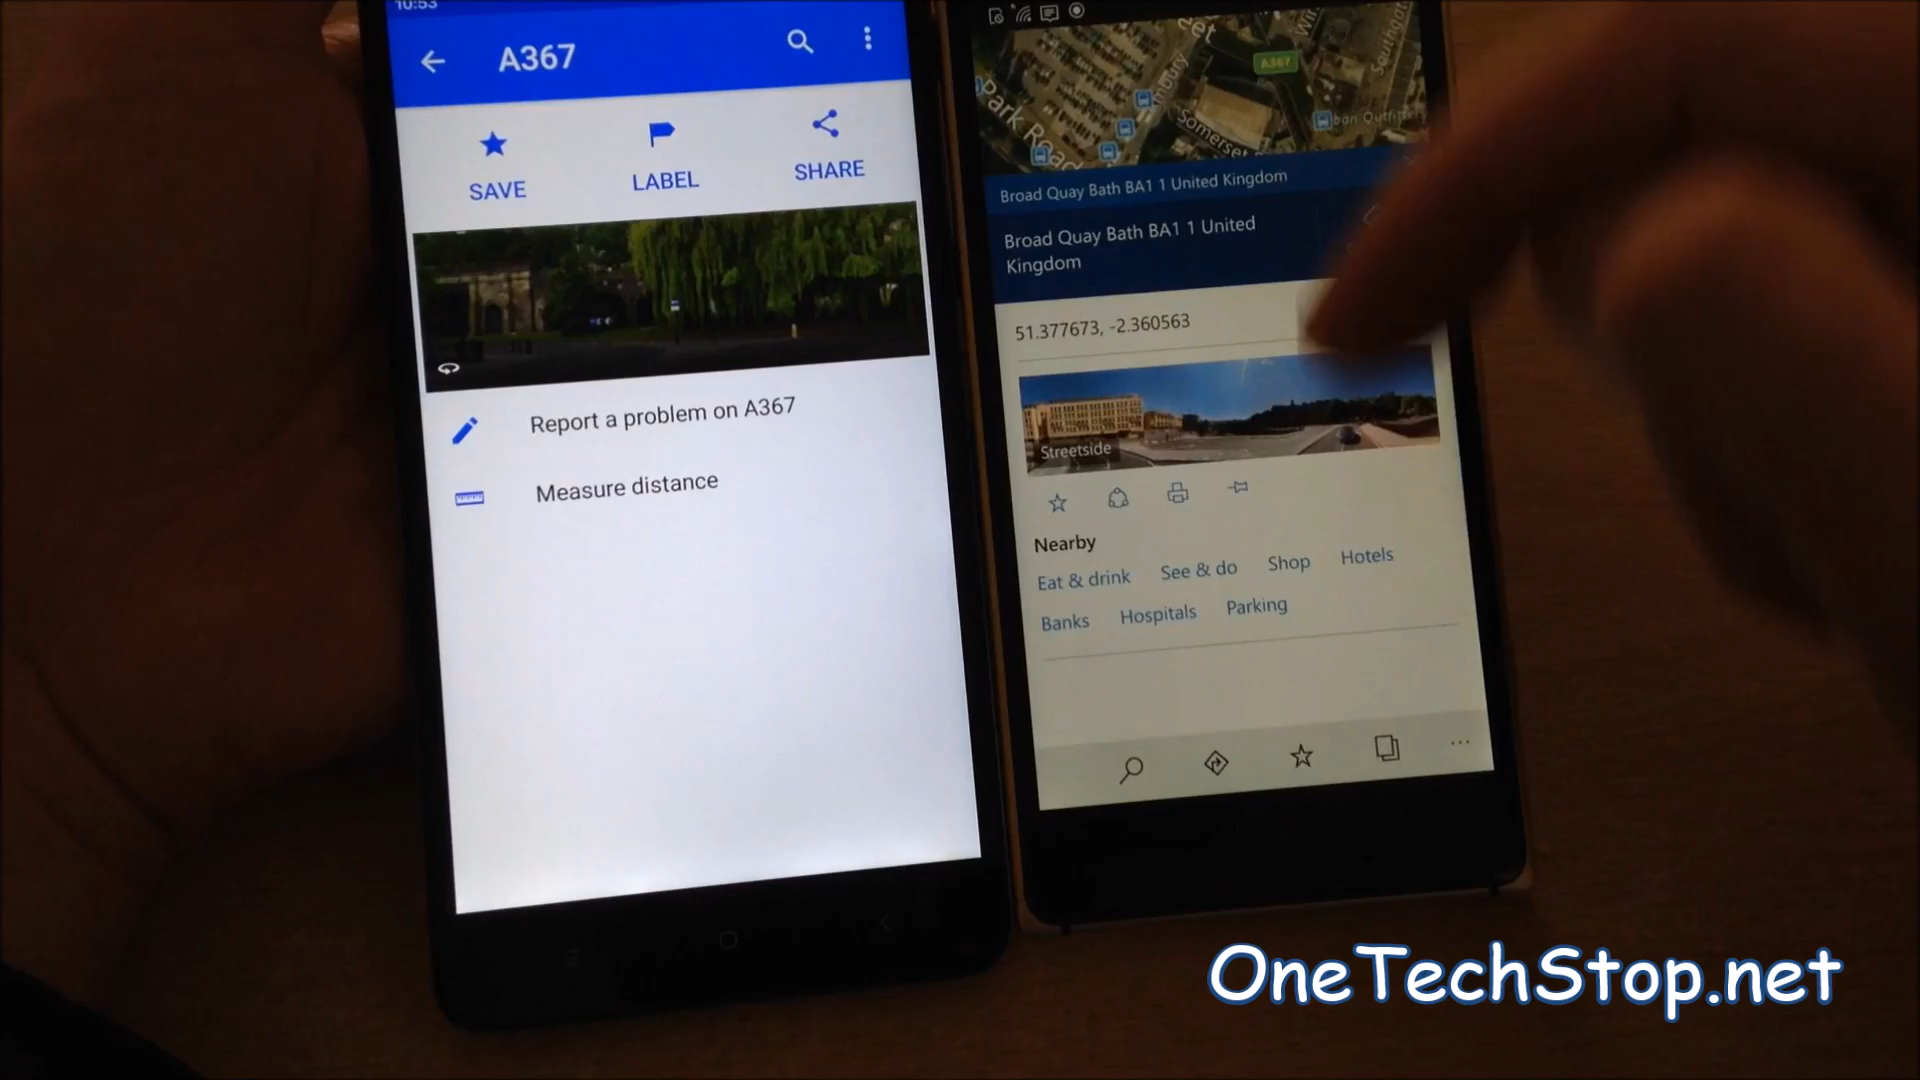 10:53
A367
SAVE
LABEL
SHARE
Report a problem on A367
Measure distance
A367
Park Road
Somerset
Broad Quay Bath BA1 1 United Kingdom
Broad Quay Bath BA1 1 United
Kingdom
51.377673, -2.360563
Streetside
Nearby
Eat & drink
See & do
Shop
Hotels
Banks
Hospitals
Parking
OneTechStop.net